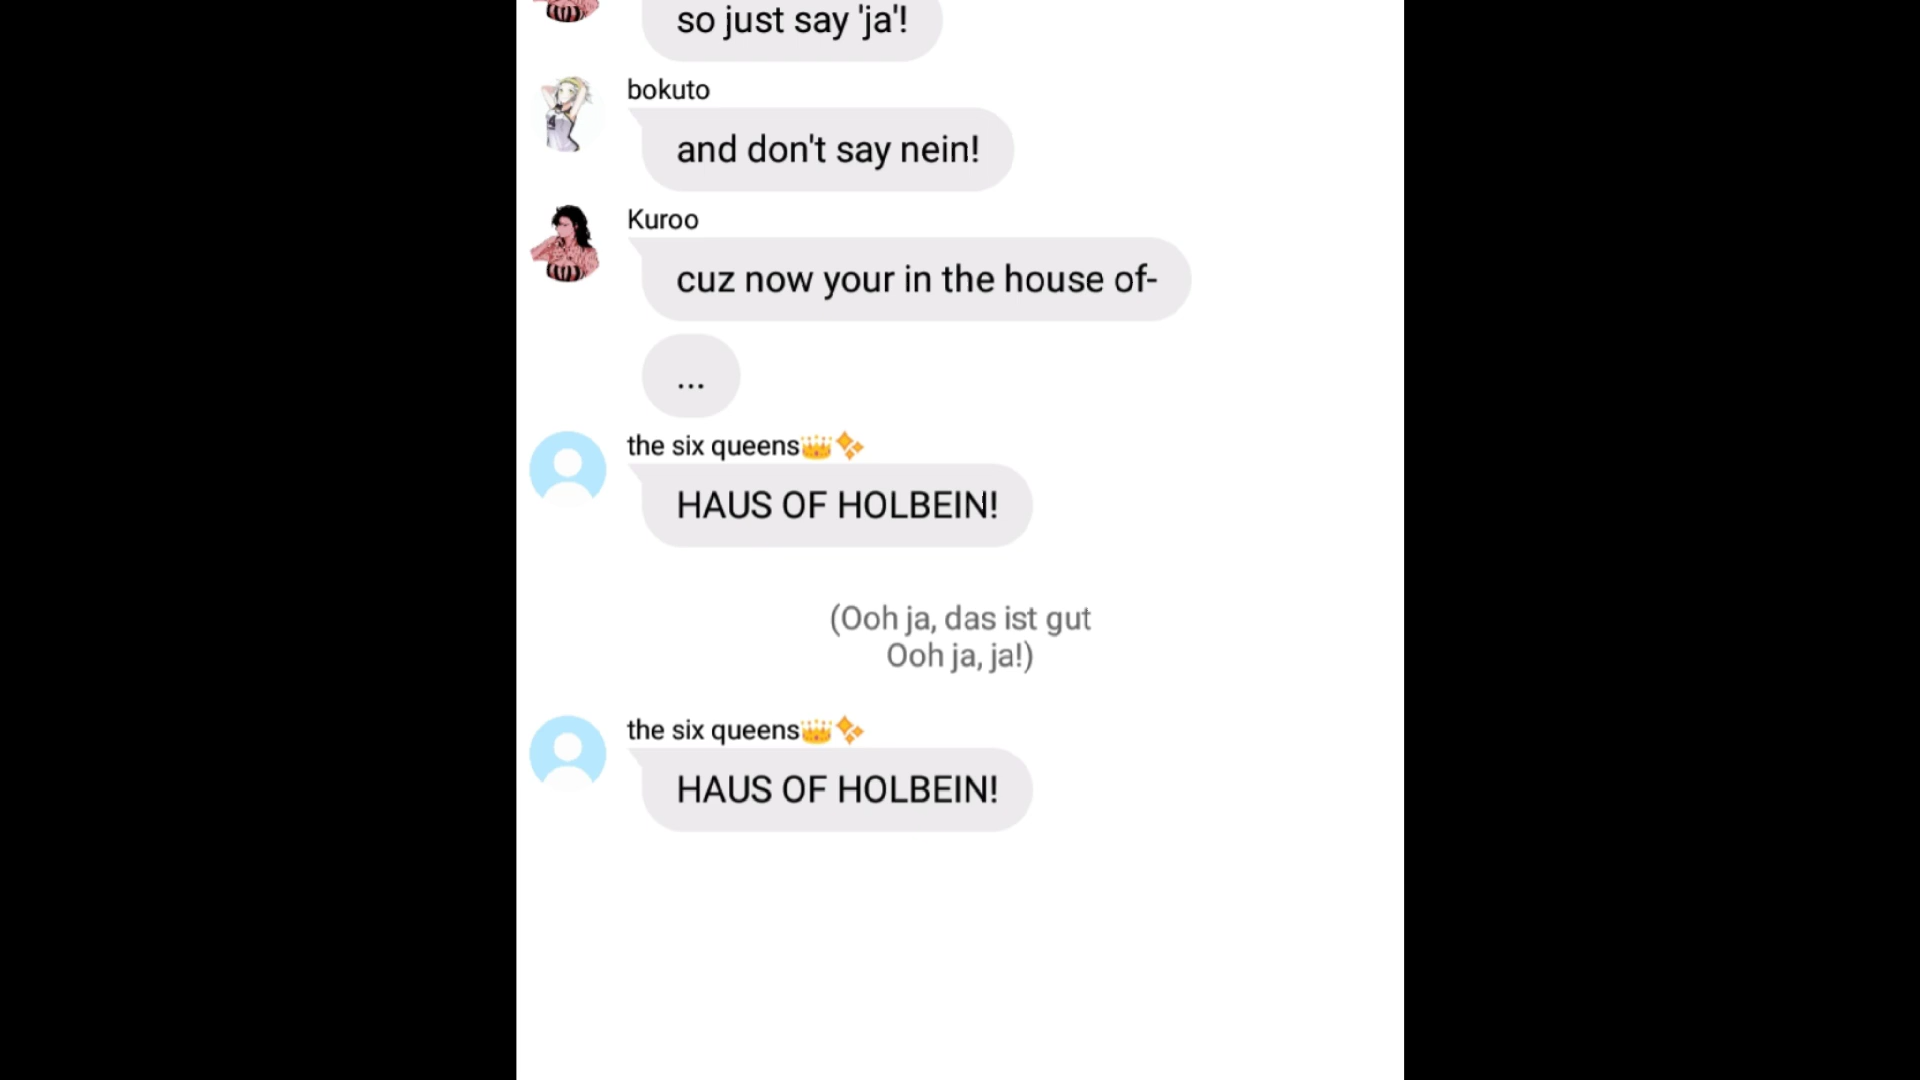 so just say 'ja'!
bokuto
and don't say nein!
Kuroo
cuz now your in the house of-
...
the six queens👑✨
HAUS OF HOLBEIN!
(Ooh ja, das ist gut
Ooh ja, ja!)
the six queens👑✨
HAUS OF HOLBEIN!